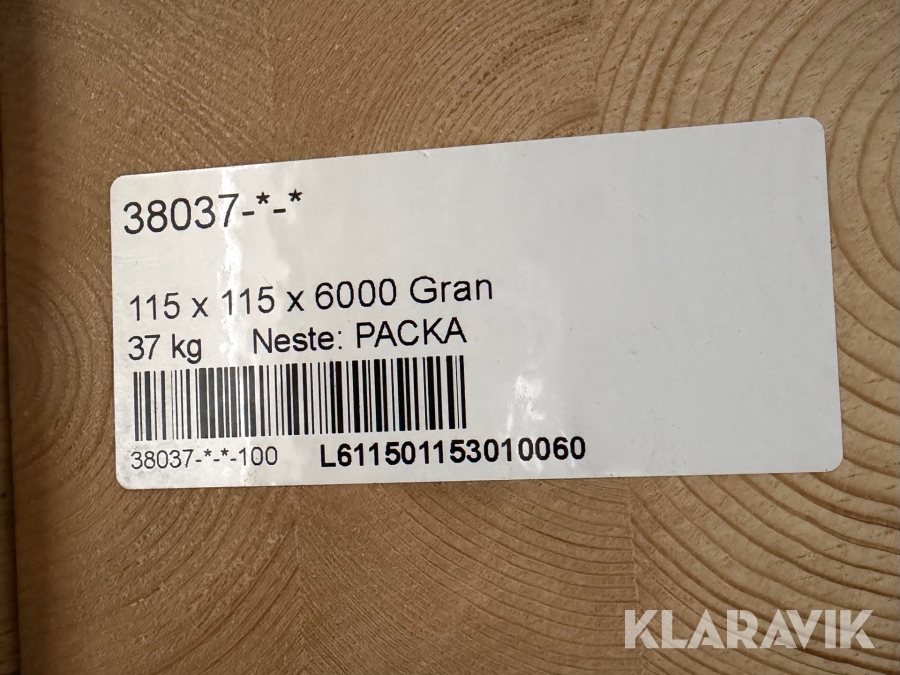 38037-*-*
115 x 115 x 6000 Gran
37 kg Neste: PACKA
38037-*-*-100 L611501153010060
KLARAVIK